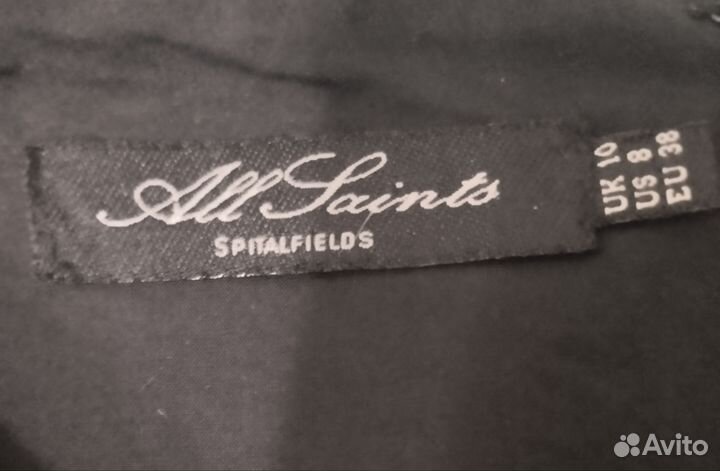 All Saints
SPITALFIELDS
UK 10
US 8
EU 38
Avito